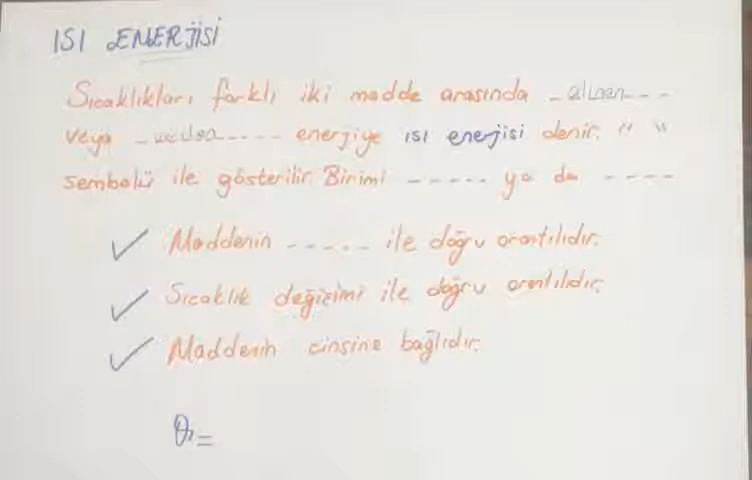 ISI ENERJİSİ
Sıcaklıkları farklı iki madde arasında _ alınan _ _ _
veya _ verilen _ _ _ _ enerjiye ısı enerjisi denir. " "
sembolü ile gösterilir. Birimi _ _ _ _ _ ya da _ _ _ _
✓ Maddenin _ _ _ _ _ ile doğru orantılıdır.
✓ Sıcaklık değişimi ile doğru orantılıdır.
✓ Maddenin cinsine bağlıdır.
=